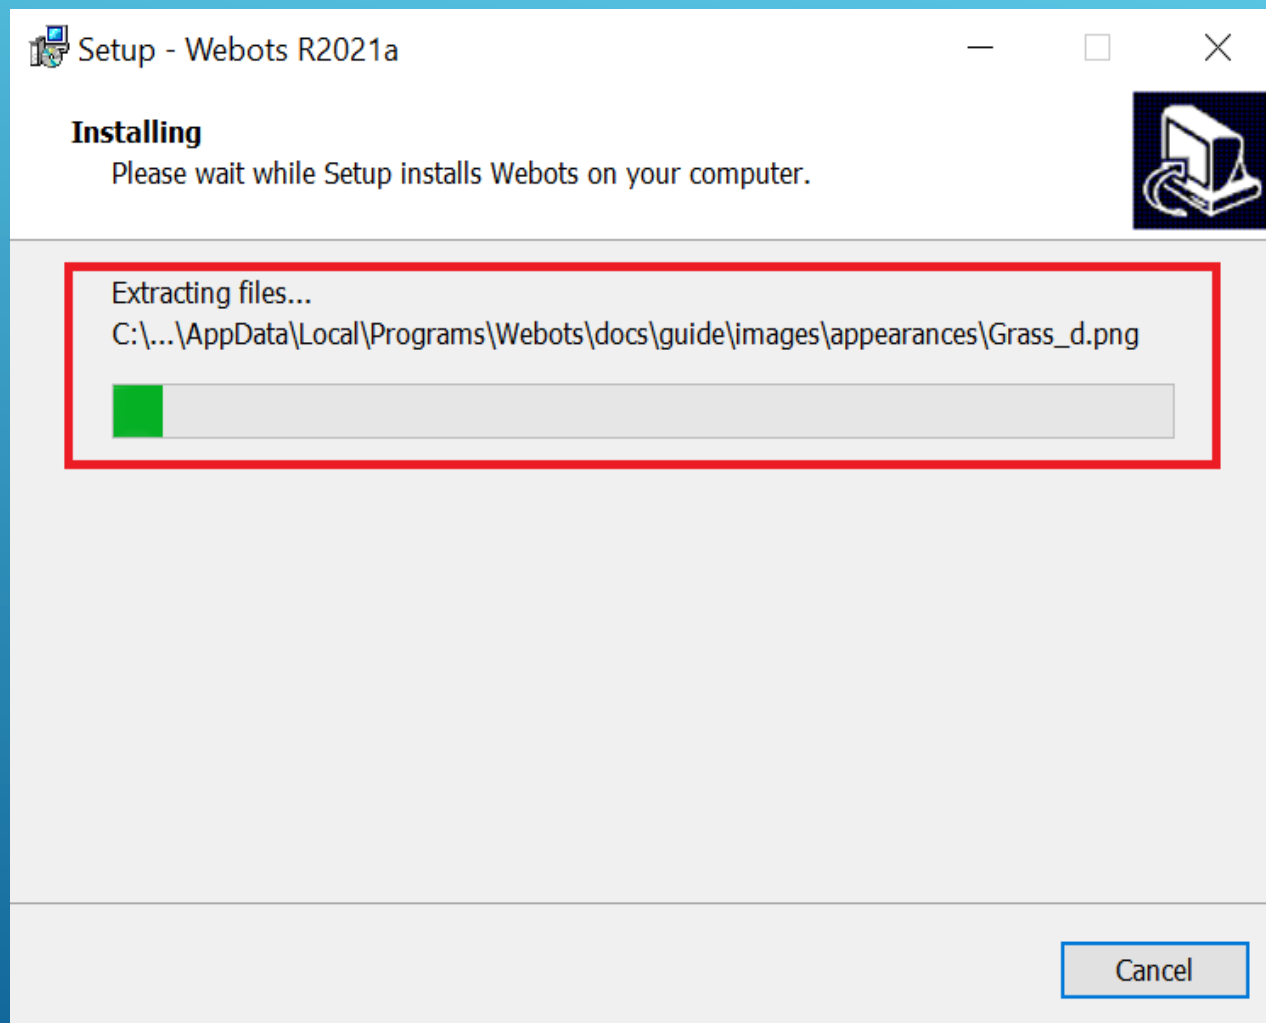 Setup - Webots R2021a
Installing
Please wait while Setup installs Webots on your computer.
Extracting files...
C:\...\AppData\Local\Programs\Webots\docs\guide\images\appearances\Grass_d.png
Cancel